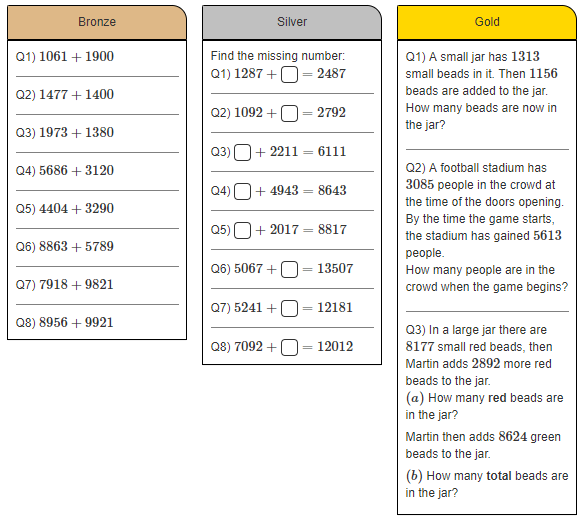 Bronze
Q1) 1061 + 1900
Q2) 1477 + 1400
Q3) 1973 + 1380
Q4) 5686 + 3120
Q5) 4404 + 3290
Q6) 8863 + 5789
Q7) 7918 + 9821
Q8) 8956 + 9921
Silver
Find the missing number:
Q1) 1287 + □ = 2487
Q2) 1092 + □ = 2792
Q3) □ + 2211 = 6111
Q4) □ + 4943 = 8643
Q5) □ + 2017 = 8817
Q6) 5067 + □ = 13507
Q7) 5241 + □ = 12181
Q8) 7092 + □ = 12012
Gold
Q1) A small jar has 1313
small beads in it. Then 1156
beads are added to the jar.
How many beads are now in
the jar?
Q2) A football stadium has
3085 people in the crowd at
the time of the doors opening.
By the time the game starts,
the stadium has gained 5613
people.
How many people are in the
crowd when the game begins?
Q3) In a large jar there are
8177 small red beads, then
Martin adds 2892 more red
beads to the jar.
(a) How many red beads are
in the jar?
Martin then adds 8624 green
beads to the jar.
(b) How many total beads are
in the jar?